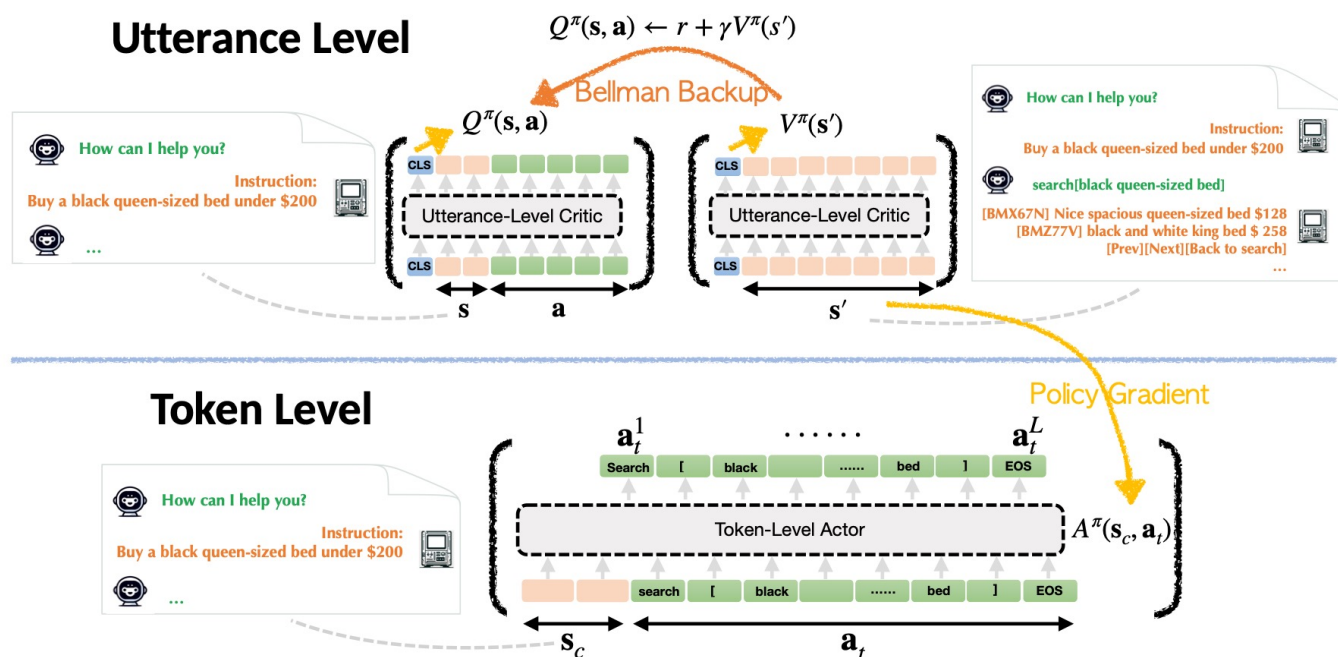 Utterance Level
Q^π(s, a) ← r + γV^π(s′)
Bellman Backup
How can I help you?
Instruction:
Buy a black queen-sized bed under $200
...
Q^π(s, a)
CLS
Utterance-Level Critic
CLS
s
a
V^π(s′)
CLS
Utterance-Level Critic
CLS
s′
How can I help you?
Instruction:
Buy a black queen-sized bed under $200
search[black queen-sized bed]
[BMX67N] Nice spacious queen-sized bed $128
[BMZ77V] black and white king bed $ 258
[Prev][Next][Back to search]
...
Token Level
Policy Gradient
How can I help you?
Instruction:
Buy a black queen-sized bed under $200
...
a_t^1 · · · · · · a_t^L
Search [ black ...... bed ] EOS
Token-Level Actor
A^π(s_c, a_t)
search [ black ...... bed ] EOS
s_c
a_t